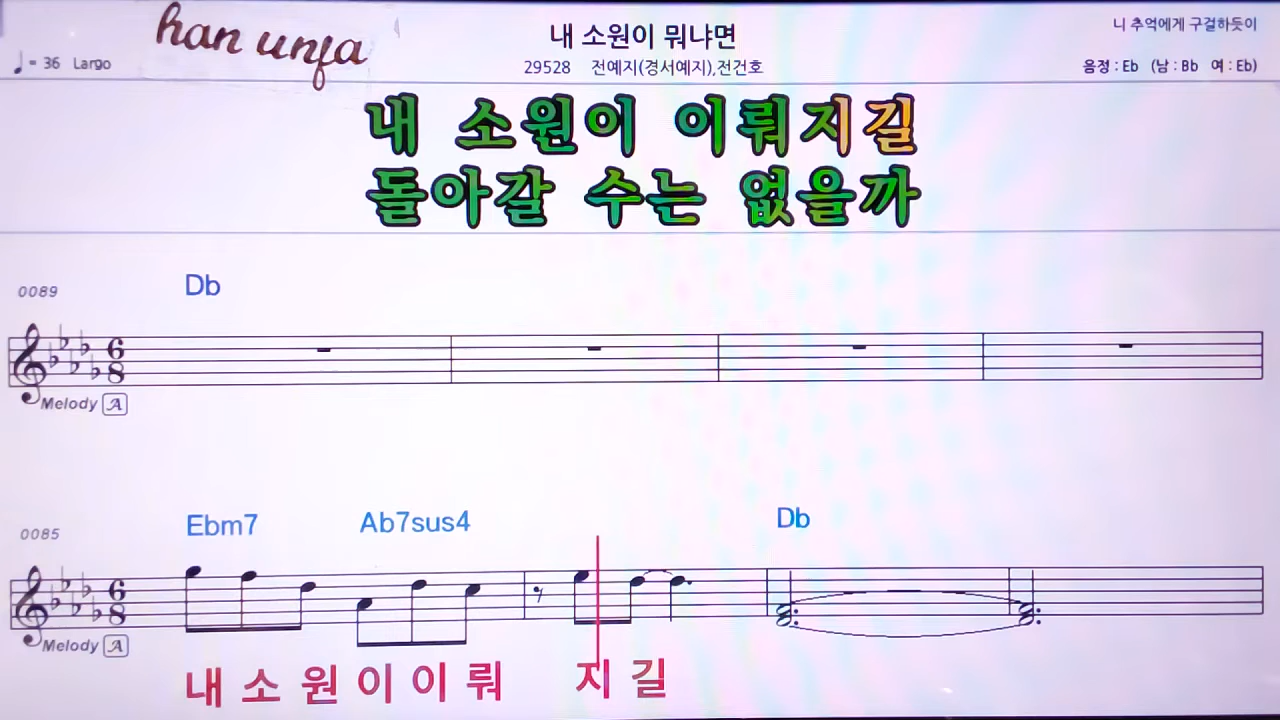 han unfa
내 소원이 뭐냐면
니 추억에게 구걸하듯이
♩= 36 Largo
29528 전예지(경서예지),전건호
음정 : Eb (남 : Bb 여 : Eb)
내 소원이 이뤄지길
돌아갈 수는 없을까
0089 Db
6
8
Melody A
0085 Ebm7 Ab7sus4 Db
6
8
Melody A
내 소 원 이 이 뤄 지 길